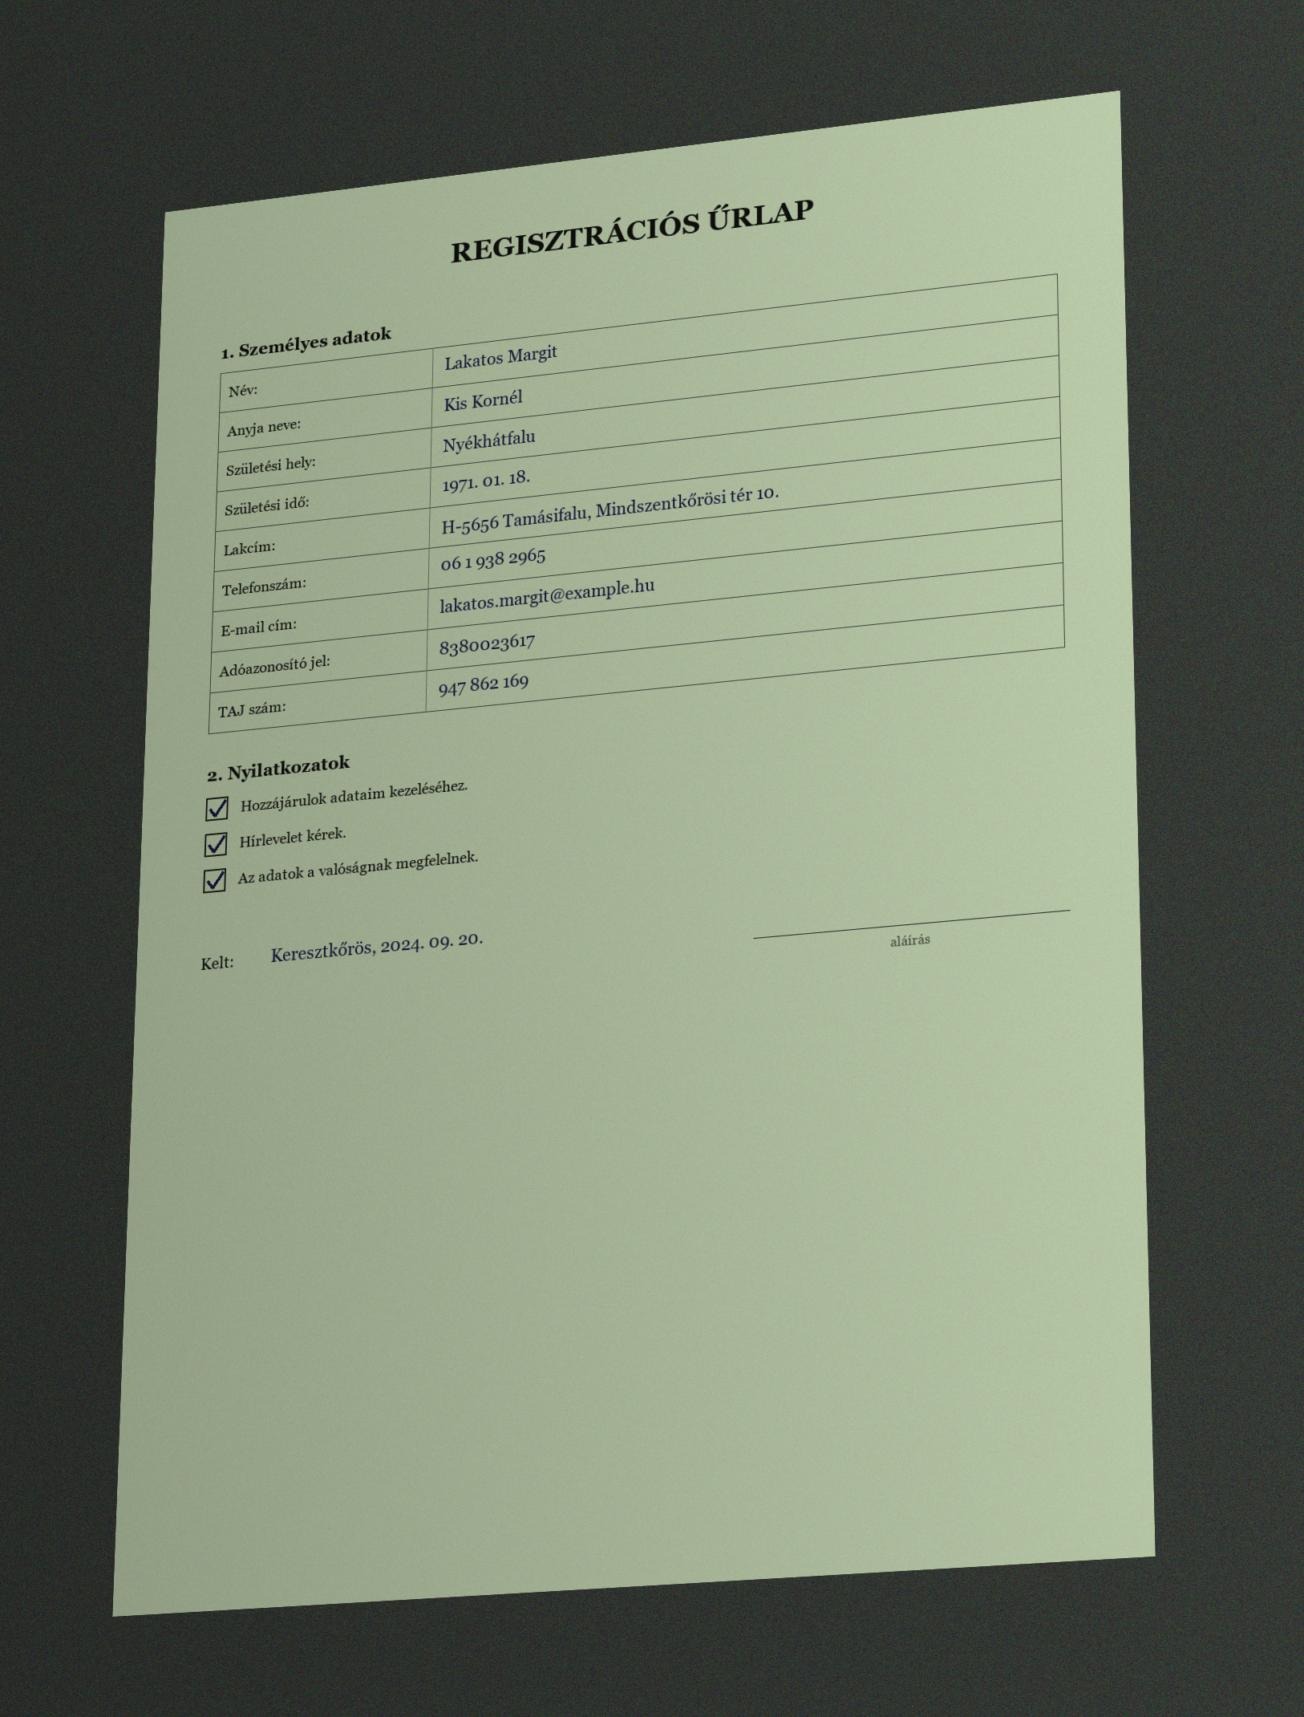 REGISZTRÁCIÓS ŰRLAP
1. Személyes adatok
Név: Lakatos Margit
Anyja neve: Kis Kornél
Születési hely: Nyékhátfalu
Születési idő: 1971. 01. 18.
Lakcím: H-5656 Tamásifalu, Mindszentkőrösi tér 10.
Telefonszám: 06 1 938 2965
E-mail cím: lakatos.margit@example.hu
Adóazonosító jel: 8380023617
TAJ szám: 947 862 169
2. Nyilatkozatok
Hozzájárulok adataim kezeléséhez.
Hírlevelet kérek.
Az adatok a valóságnak megfelelnek.
Kelt: Keresztkőrös, 2024. 09. 20.
aláírás